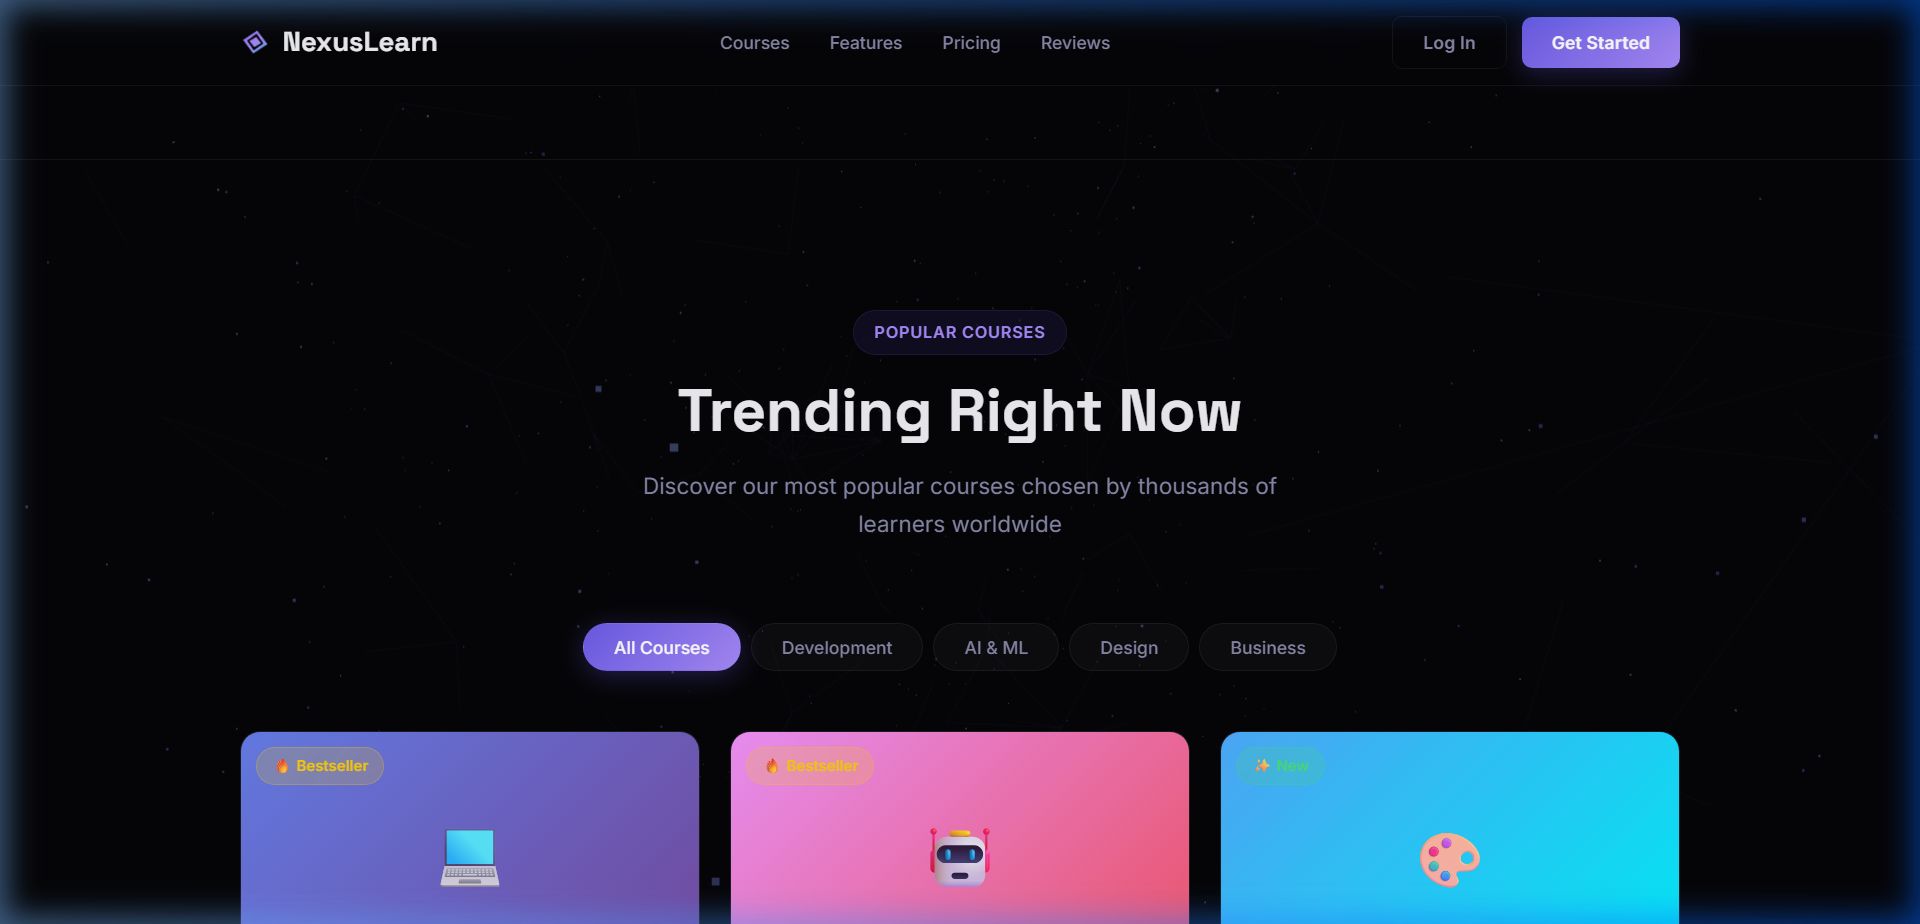 NexusLearn
Courses
Features
Pricing
Reviews
Log In
Get Started
POPULAR COURSES
Trending Right Now
Discover our most popular courses chosen by thousands of
learners worldwide
All Courses
Development
AI & ML
Design
Business
Bestseller
Bestseller
New